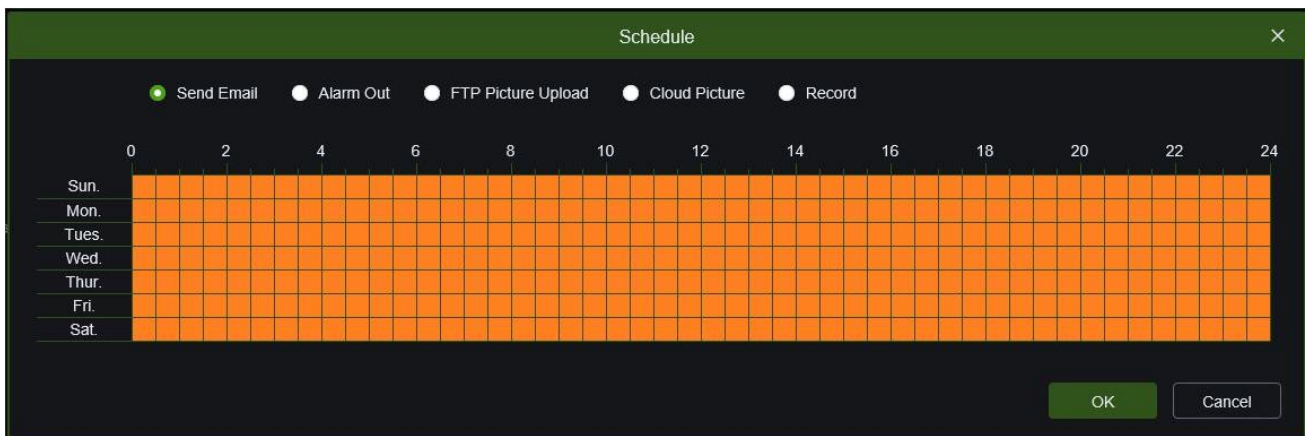 Schedule
Send Email Alarm Out FTP Picture Upload Cloud Picture Record
0 2 4 6 8 10 12 14 16 18 20 22 24
Sun.
Mon.
Tues.
Wed.
Thur.
Fri.
Sat.
OK Cancel